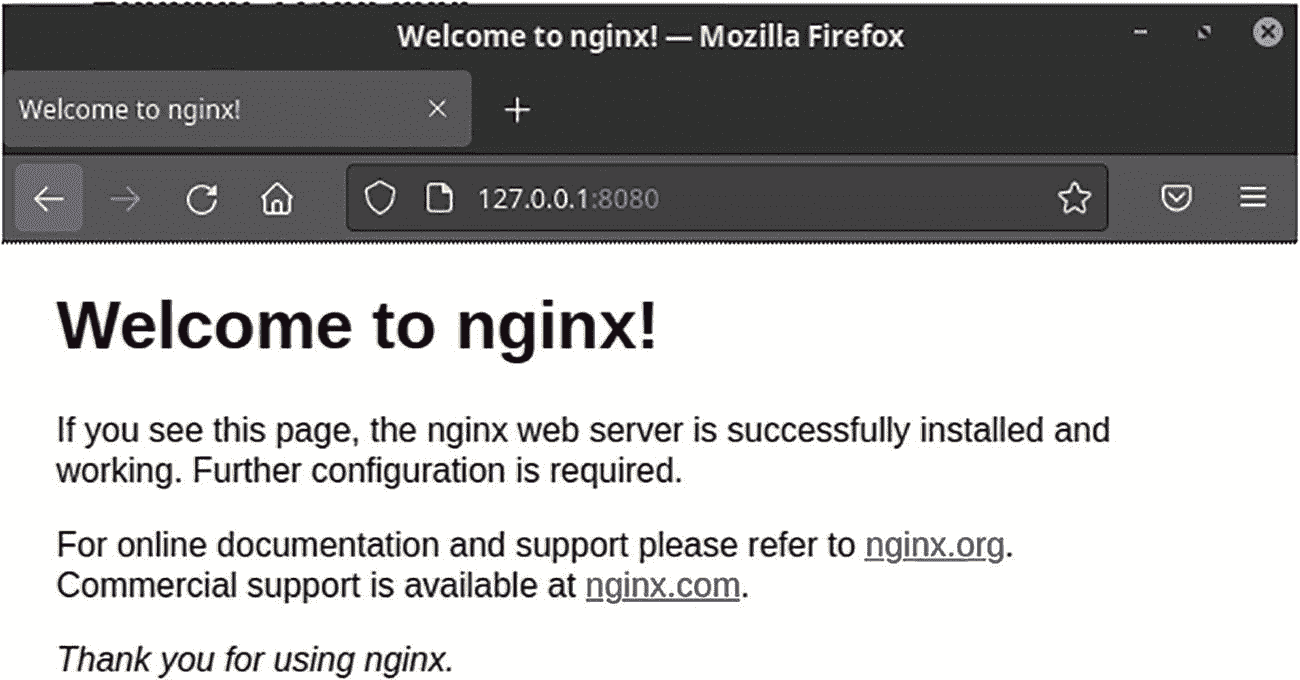 Welcome to nginx! — Mozilla Firefox
Welcome to nginx!
127.0.0.1:8080
Welcome to nginx!
If you see this page, the nginx web server is successfully installed and
working. Further configuration is required.
For online documentation and support please refer to nginx.org.
Commercial support is available at nginx.com.
Thank you for using nginx.